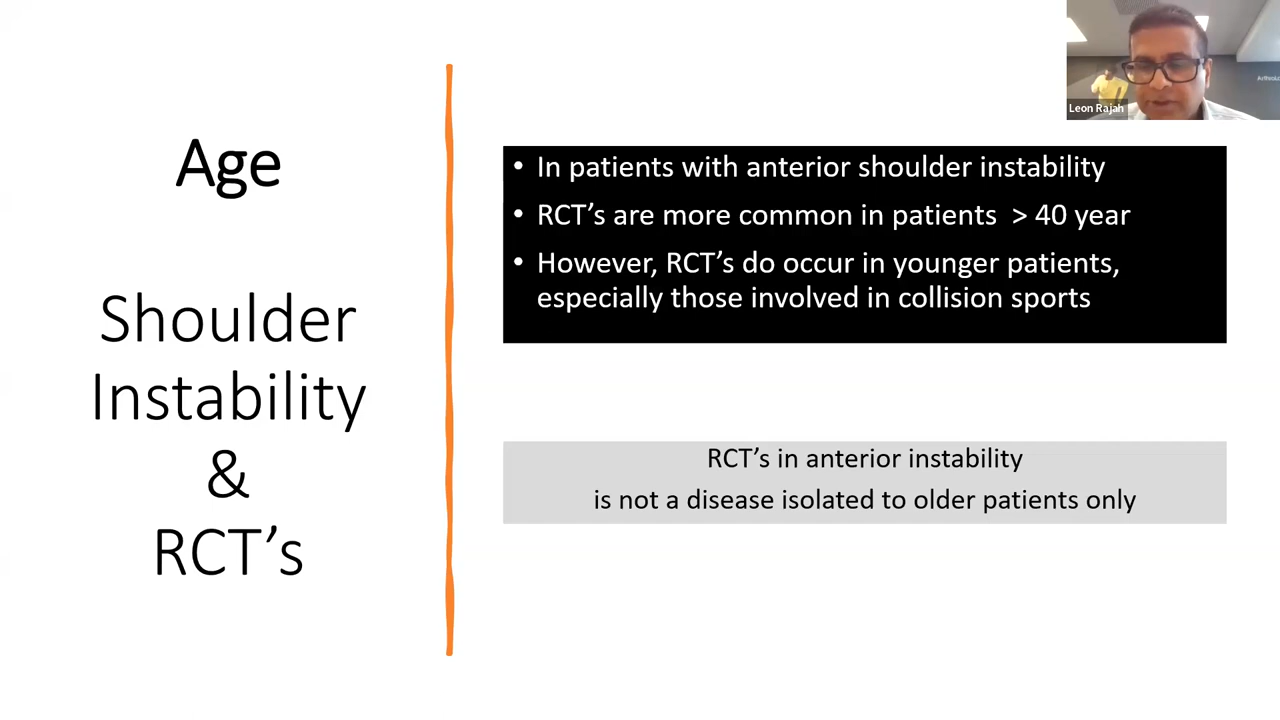 Age
Shoulder
Instability
&
RCT’s
• In patients with anterior shoulder instability
• RCT’s are more common in patients > 40 year
• However, RCT’s do occur in younger patients,
especially those involved in collision sports
RCT’s in anterior instability
is not a disease isolated to older patients only
Leon Rajah